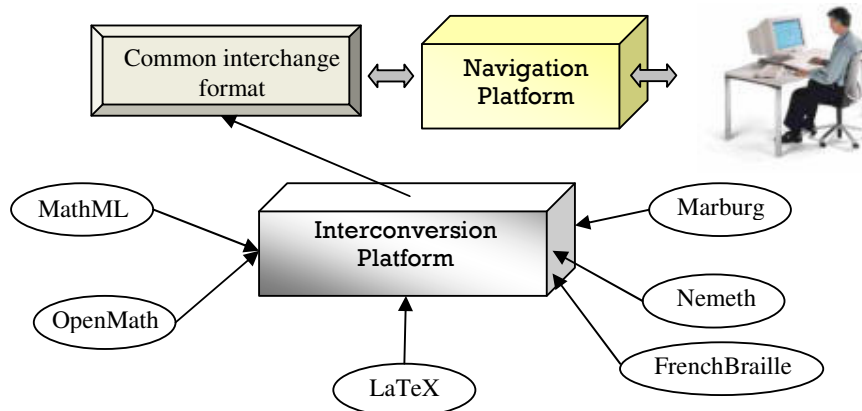 Common interchange
format
Navigation
Platform
Interconversion
Platform
MathML
OpenMath
LaTeX
Marburg
Nemeth
FrenchBraille